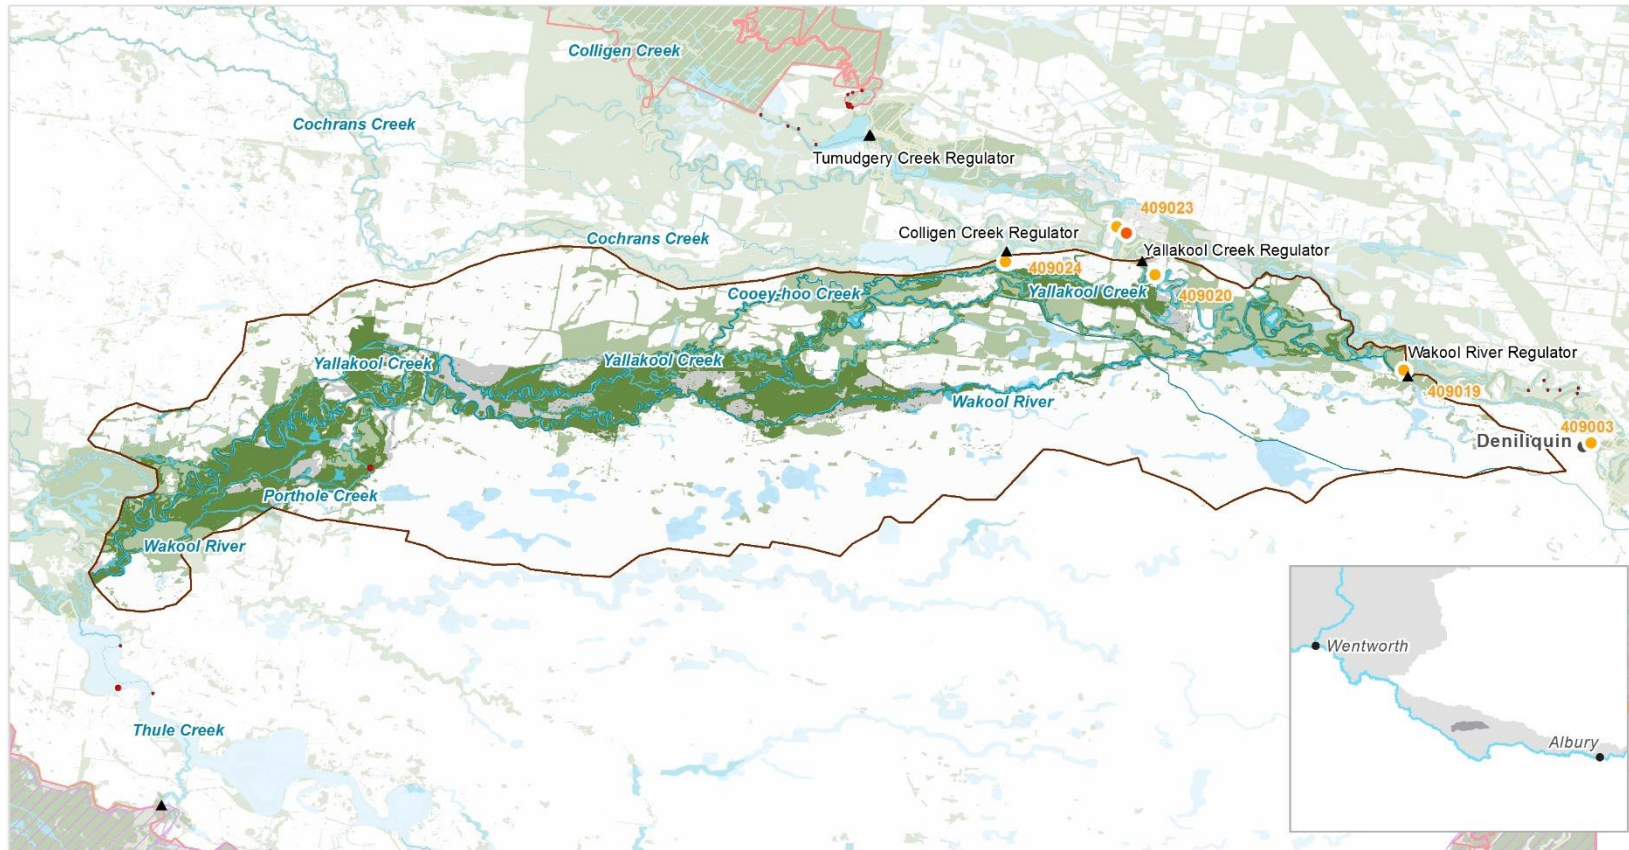 Colligen Creek
Cochrans Creek
Tumudgery Creek Regulator
409023
Colligen Creek Regulator
Cochrans Creek
Yallakool Creek Regulator
409024
Cooey-hoo Creek
Yallakool Creek
409020
Wakool River Regulator
Yallakool Creek
Yallakool Creek
409019
Wakool River
409003
Deniliquin
Porthole Creek
Wakool River
Wentworth
Thule Creek
Albury